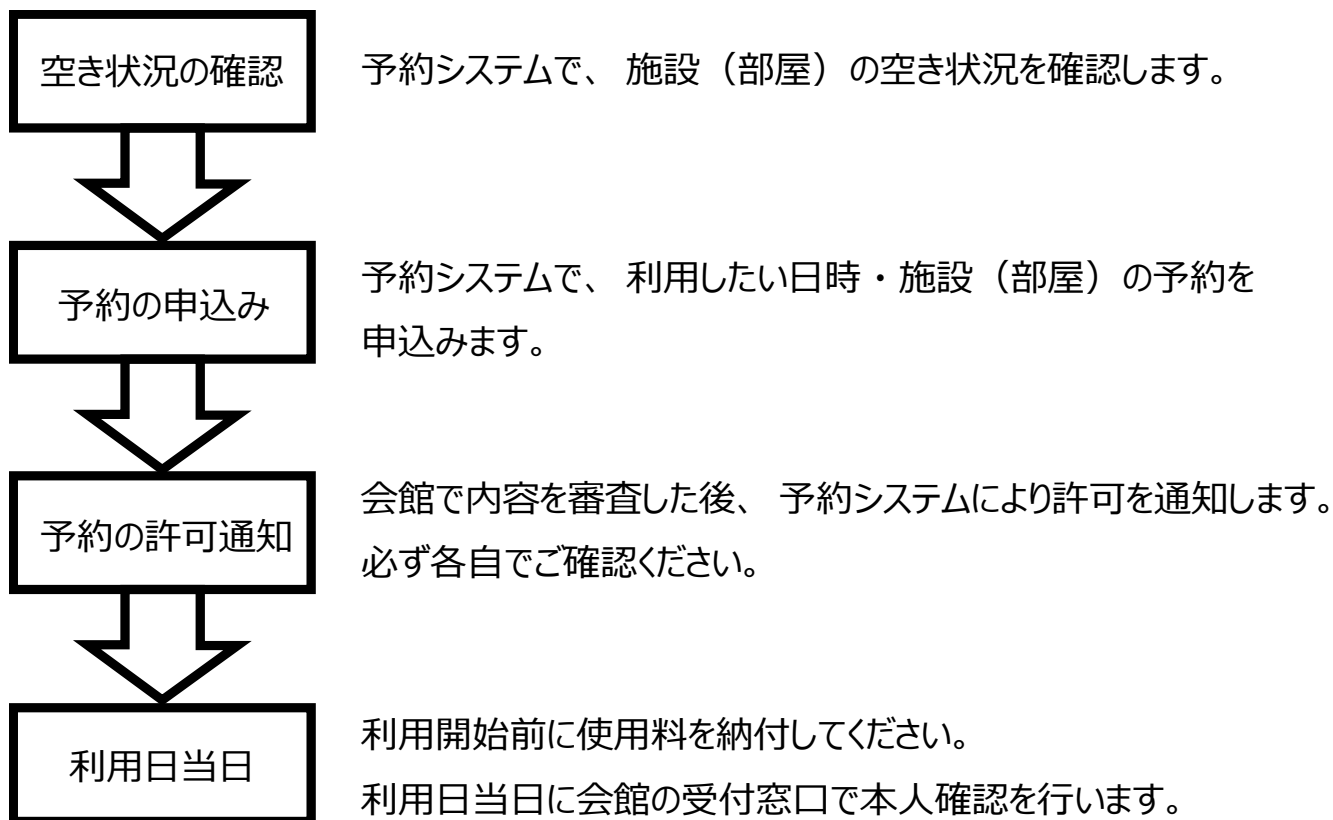 空き状況の確認
予約システムで、施設（部屋）の空き状況を確認します。
予約の申込み
予約システムで、利用したい日時・施設（部屋）の予約を
申込みます。
予約の許可通知
会館で内容を審査した後、予約システムにより許可を通知します。
必ず各自でご確認ください。
利用日当日
利用開始前に使用料を納付してください。
利用日当日に会館の受付窓口で本人確認を行います。